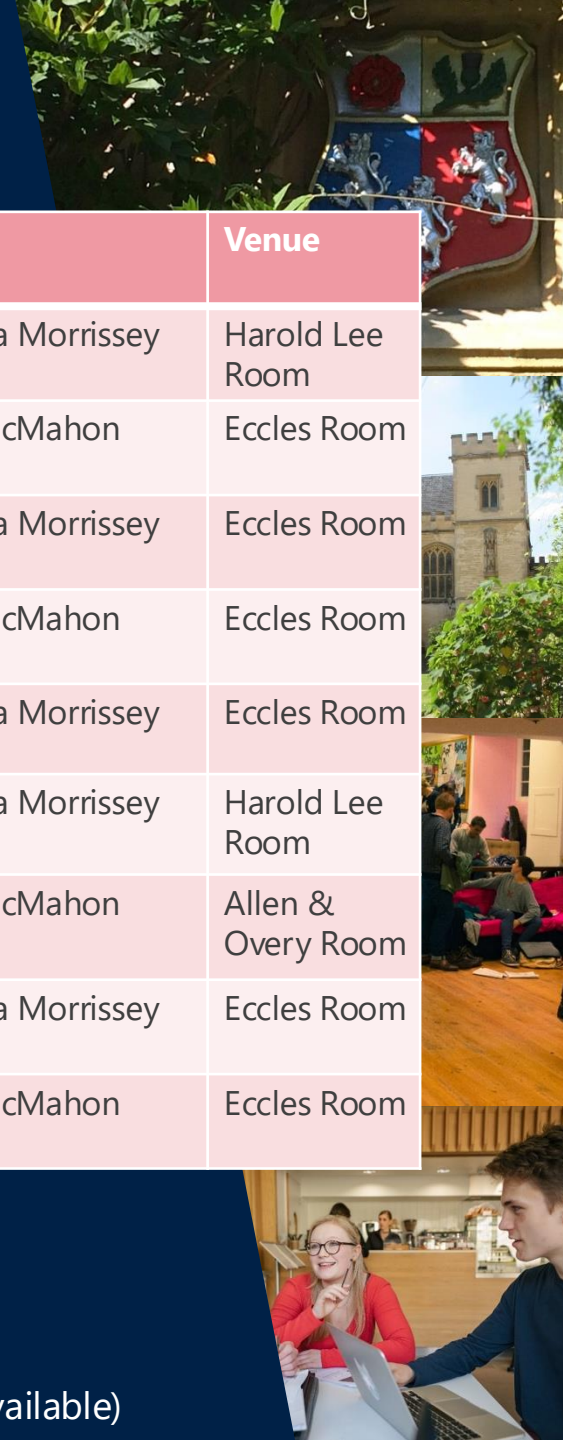 Venue
a Morrissey Harold Lee
Room
cMahon Eccles Room
a Morrissey Eccles Room
cMahon Eccles Room
a Morrissey Eccles Room
a Morrissey Harold Lee
Room
cMahon Allen &
Overy Room
a Morrissey Eccles Room
cMahon Eccles Room
vailable)